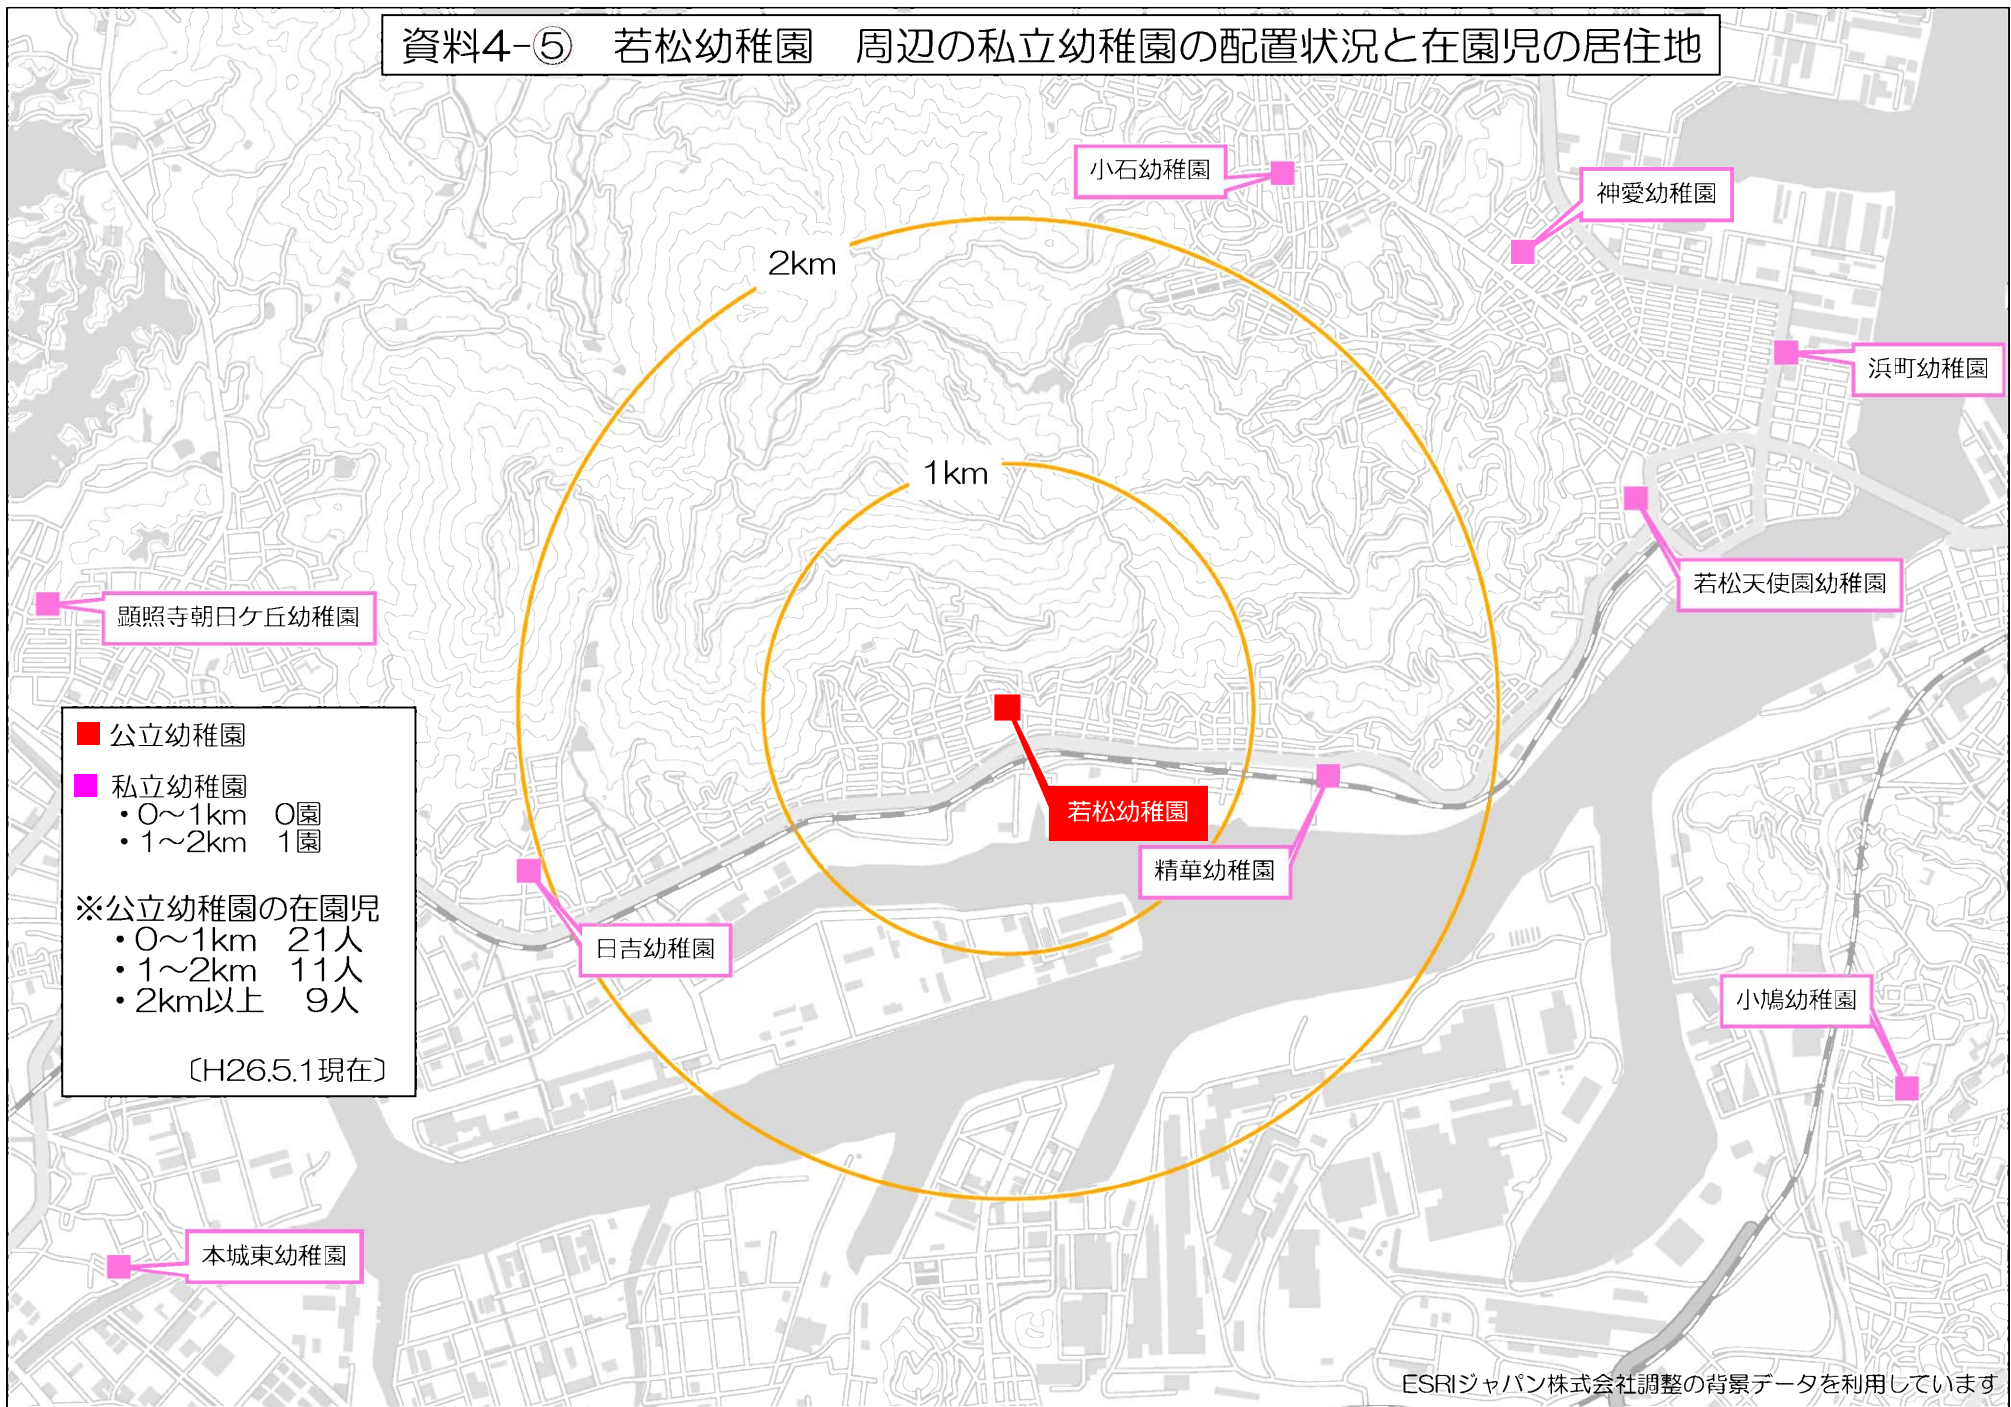 資料4-⑤　若松幼稚園　周辺の私立幼稚園の配置状況と在園児の居住地
小石幼稚園
神愛幼稚園
2km
浜町幼稚園
1km
若松天使園幼稚園
顕照寺朝日ケ丘幼稚園
公立幼稚園
私立幼稚園
・0～1km　0園
・1～2km　1園
※公立幼稚園の在園児
・0～1km　21人
・1～2km　11人
・2km以上　9人
〔H26.5.1現在〕
若松幼稚園
精華幼稚園
日吉幼稚園
小鳩幼稚園
本城東幼稚園
ESRIジャパン株式会社調整の背景データを利用しています